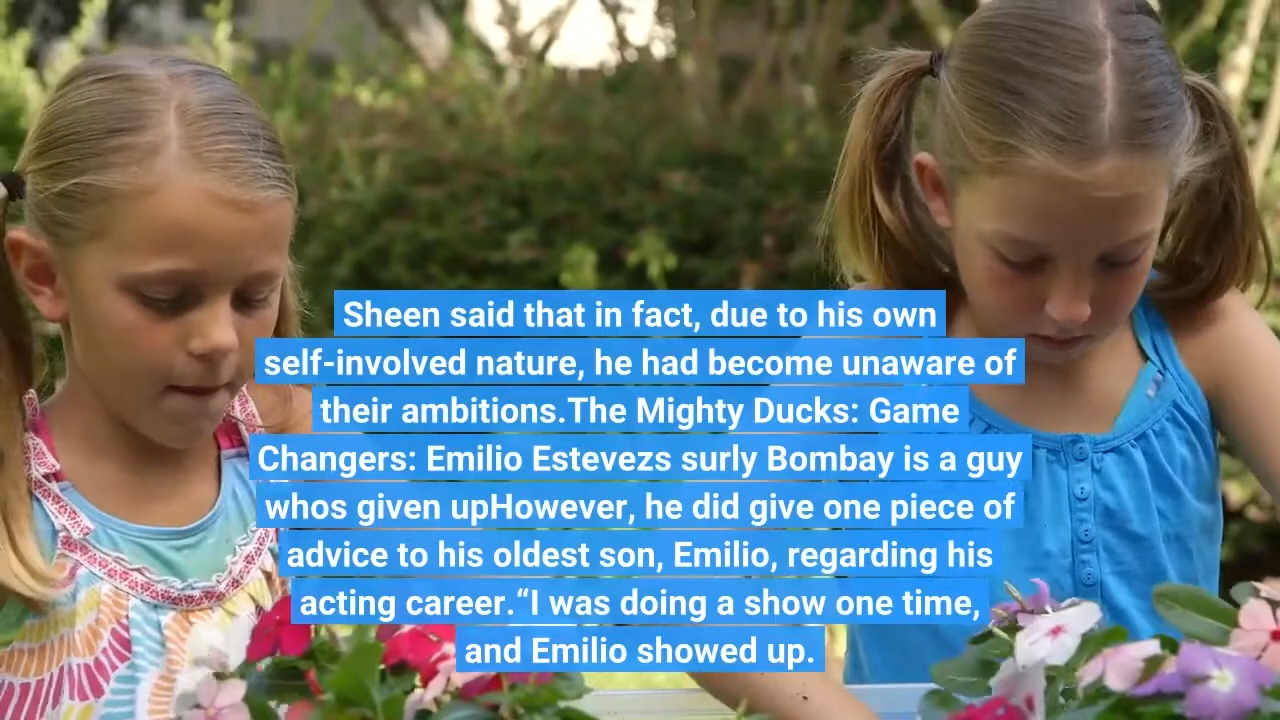 Sheen said that in fact, due to his own
self-involved nature, he had become unaware of
their ambitions.The Mighty Ducks: Game
Changers: Emilio Estevezs surly Bombay is a guy
whos given upHowever, he did give one piece of
advice to his oldest son, Emilio, regarding his
acting career.“I was doing a show one time,
and Emilio showed up.